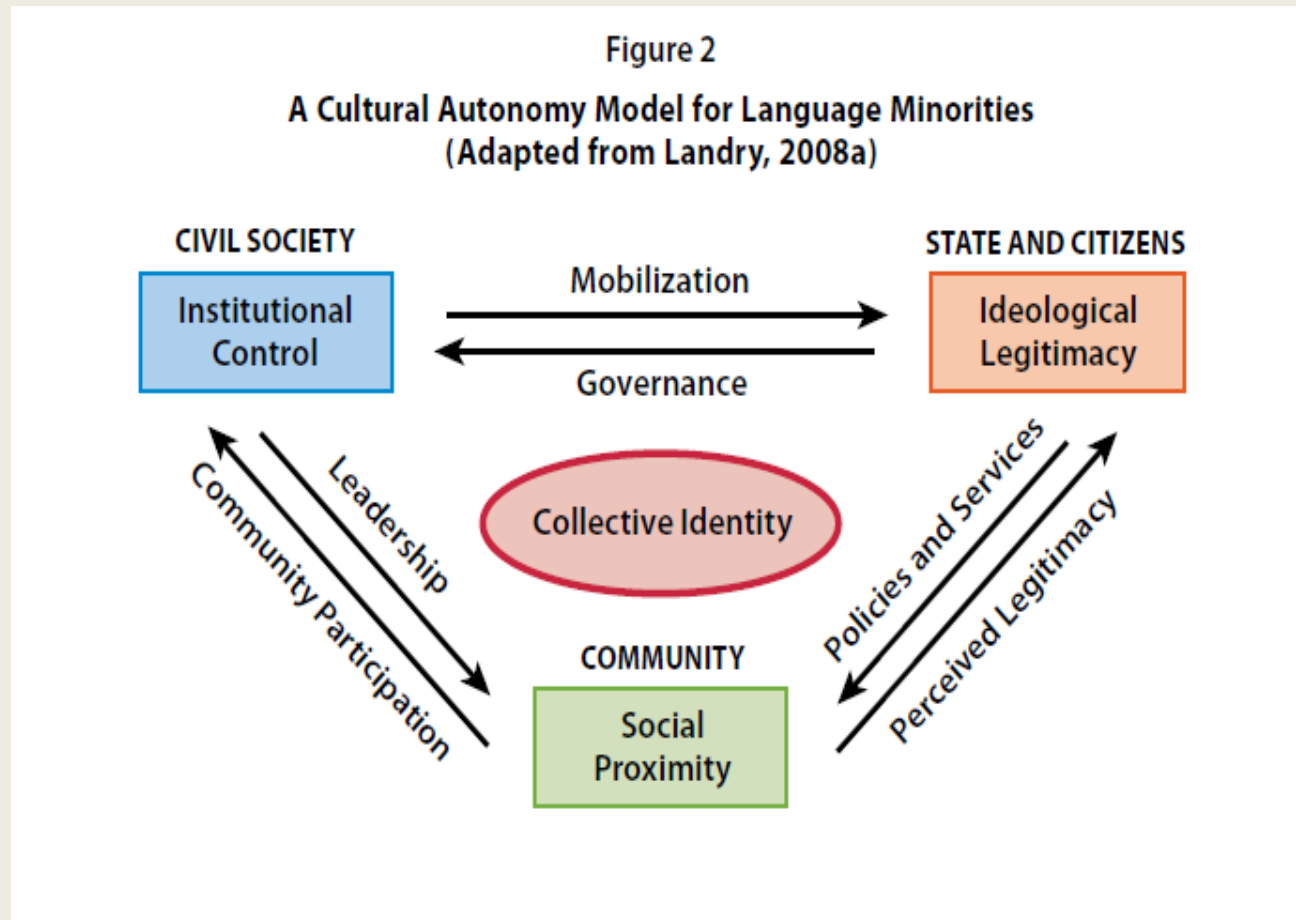 Figure 2
A Cultural Autonomy Model for Language Minorities
(Adapted from Landry, 2008a)
CIVIL SOCIETY
Institutional
Control
Mobilization
Governance
STATE AND CITIZENS
Ideological
Legitimacy
Leadership
Community Participation
Collective Identity
Policies and Services
Perceived Legitimacy
COMMUNITY
Social
Proximity